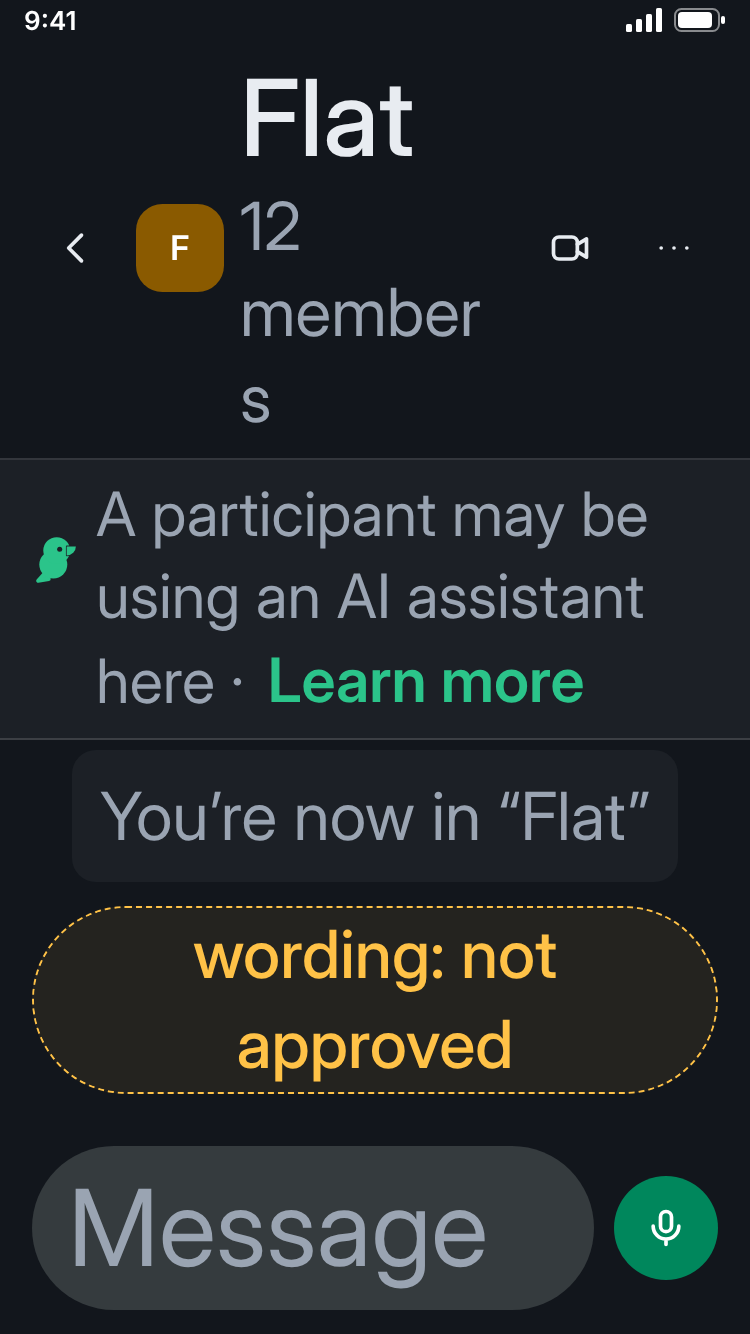 9:41
Flat
F
12
member
s
A participant may be
using an AI assistant
here · Learn more
You’re now in “Flat”
wording: not
approved
Message